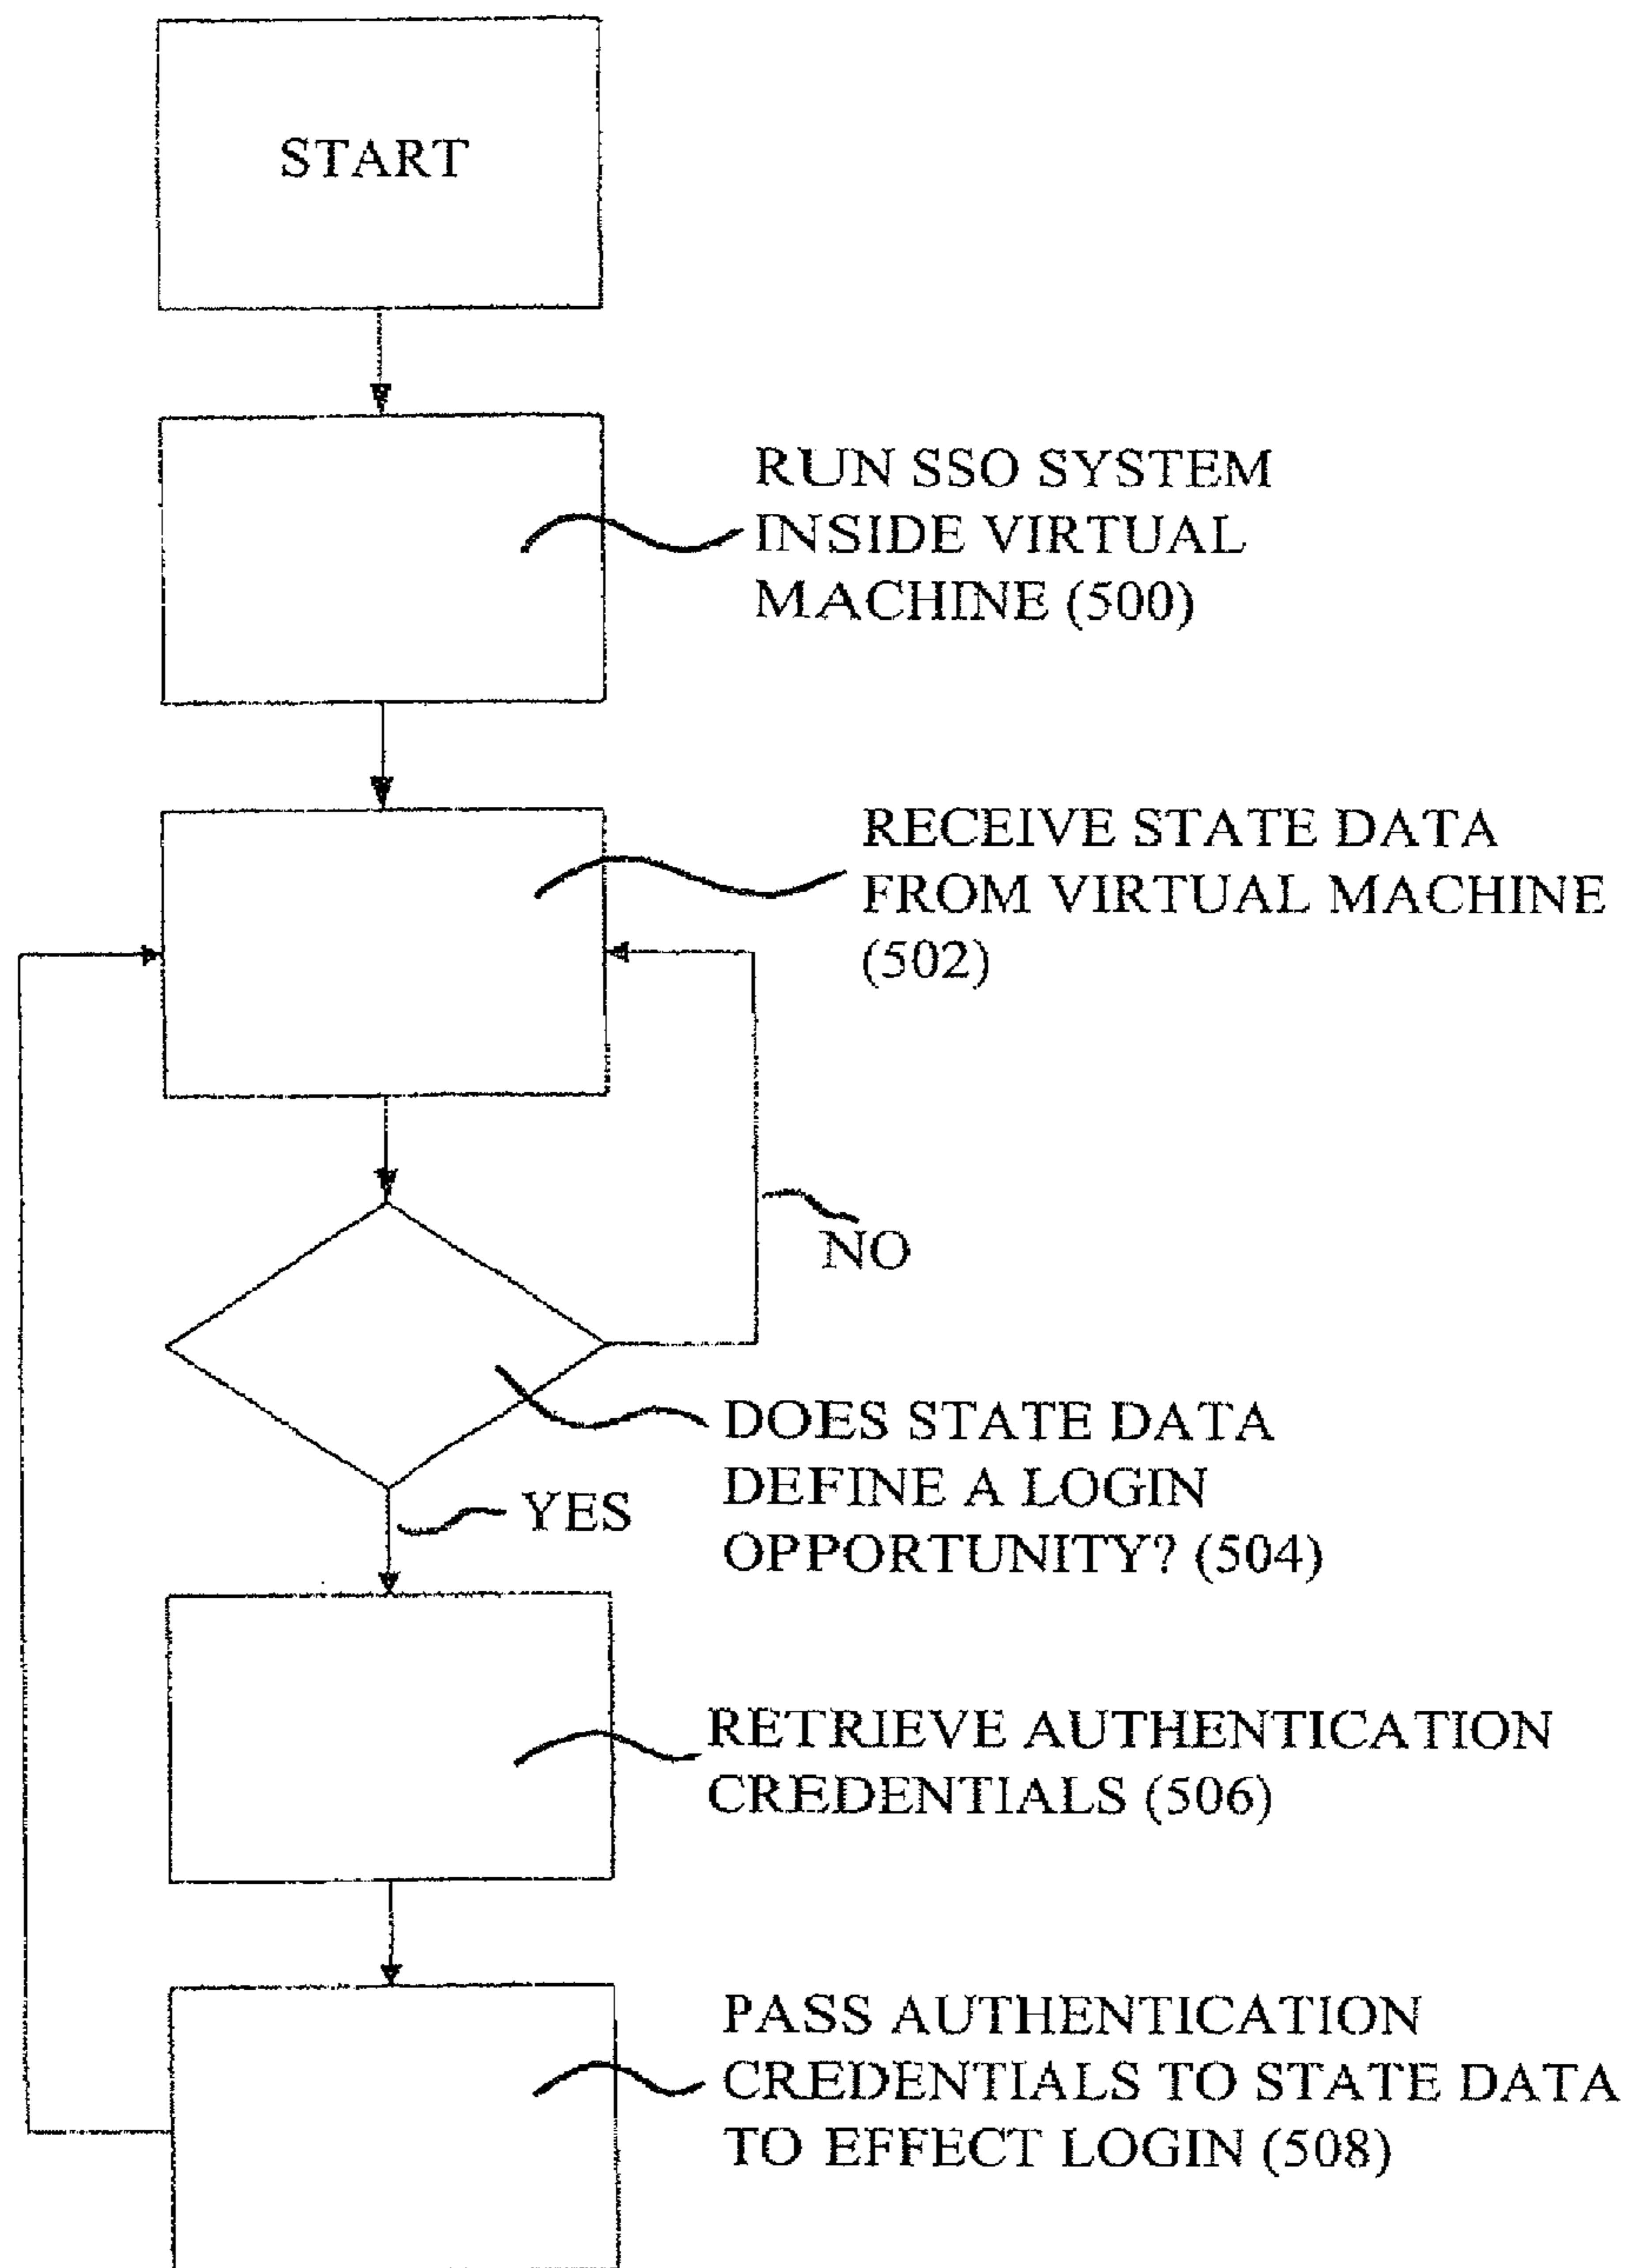 START
RUN SSO SYSTEM
INSIDE VIRTUAL
MACHINE (500)
RECEIVE STATE DATA
FROM VIRTUAL MACHINE
(502)
NO
DOES STATE DATA
DEFINE A LOGIN
OPPORTUNITY? (504)
YES
RETRIEVE AUTHENTICATION
CREDENTIALS (506)
PASS AUTHENTICATION
CREDENTIALS TO STATE DATA
TO EFFECT LOGIN (508)